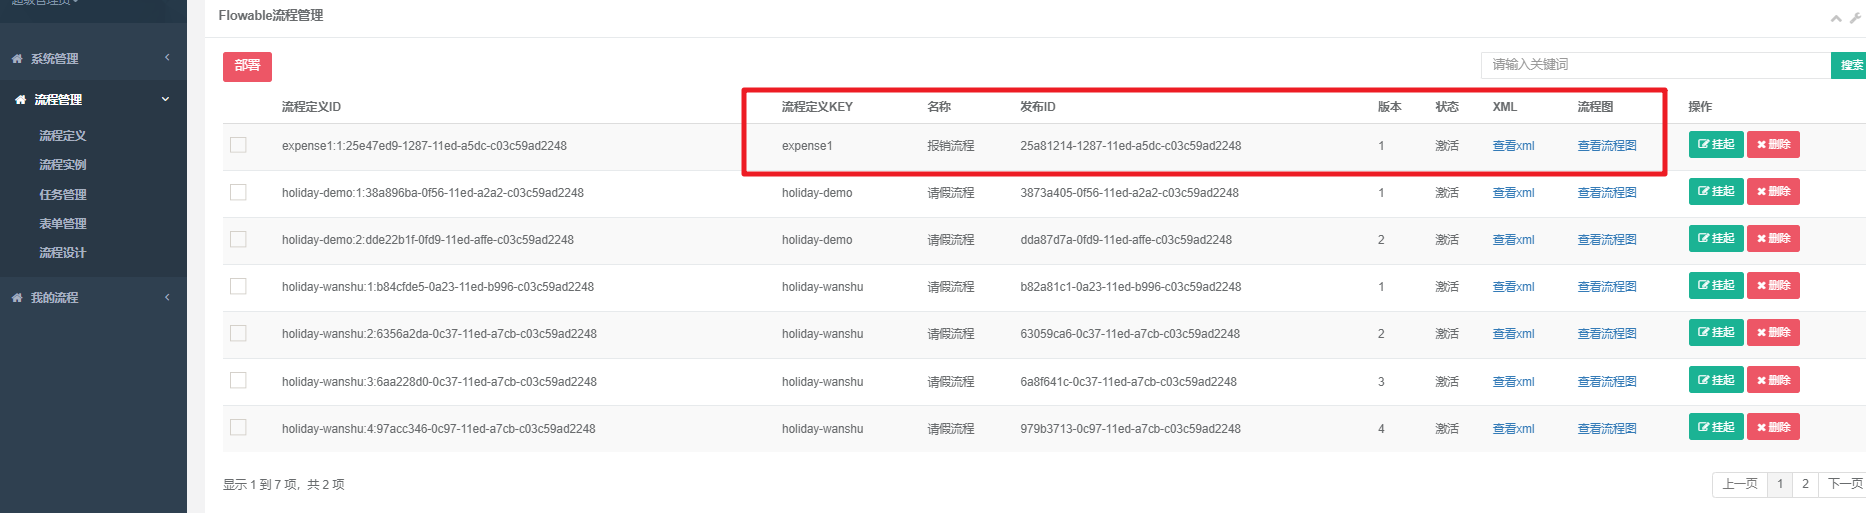 超级管理员
系统管理
流程管理
流程定义
流程实例
任务管理
表单管理
流程设计
我的流程
Flowable流程管理
部署
请输入关键词 搜索
流程定义ID 流程定义KEY 名称 发布ID 版本 状态 XML 流程图 操作
expense1:1:25e47ed9-1287-11ed-a5dc-c03c59ad2248 expense1 报销流程 25a81214-1287-11ed-a5dc-c03c59ad2248 1 激活 查看xml 查看流程图 挂起 删除
holiday-demo:1:38a896ba-0f56-11ed-a2a2-c03c59ad2248 holiday-demo 请假流程 3873a405-0f56-11ed-a2a2-c03c59ad2248 1 激活 查看xml 查看流程图 挂起 删除
holiday-demo:2:dde22b1f-0fd9-11ed-affe-c03c59ad2248 holiday-demo 请假流程 dda87d7a-0fd9-11ed-affe-c03c59ad2248 2 激活 查看xml 查看流程图 挂起 删除
holiday-wanshu:1:b84cfde5-0a23-11ed-b996-c03c59ad2248 holiday-wanshu 请假流程 b82a81c1-0a23-11ed-b996-c03c59ad2248 1 激活 查看xml 查看流程图 挂起 删除
holiday-wanshu:2:6356a2da-0c37-11ed-a7cb-c03c59ad2248 holiday-wanshu 请假流程 63059ca6-0c37-11ed-a7cb-c03c59ad2248 2 激活 查看xml 查看流程图 挂起 删除
holiday-wanshu:3:6aa228d0-0c37-11ed-a7cb-c03c59ad2248 holiday-wanshu 请假流程 6a8f641c-0c37-11ed-a7cb-c03c59ad2248 3 激活 查看xml 查看流程图 挂起 删除
holiday-wanshu:4:97acc346-0c97-11ed-a7cb-c03c59ad2248 holiday-wanshu 请假流程 979b3713-0c97-11ed-a7cb-c03c59ad2248 4 激活 查看xml 查看流程图 挂起 删除
显示 1 到 7 项，共 2 项 上一页 1 2 下一页